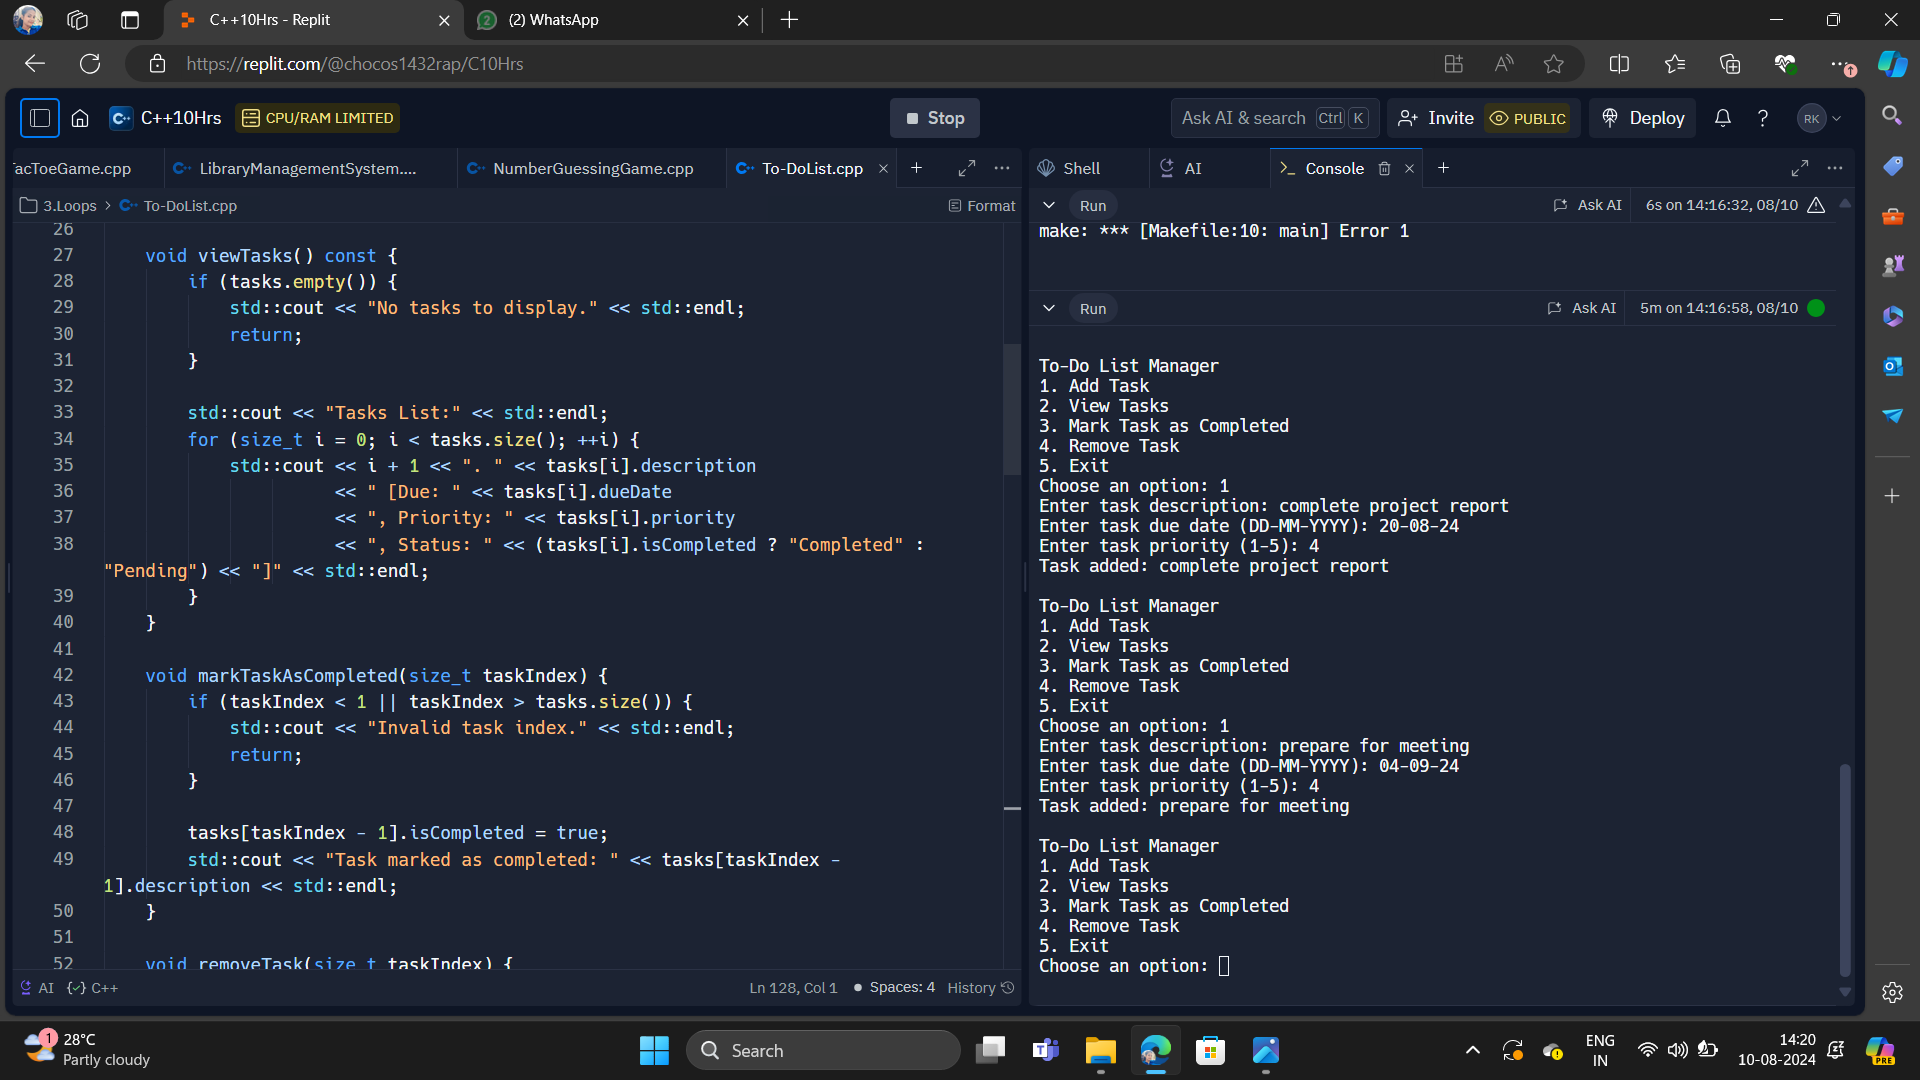 C++10Hrs - Replit
2
(2) WhatsApp
https://replit.com/@chocos1432rap/C10Hrs
C++10Hrs
CPU/RAM LIMITED
Stop
Ask AI & search Ctrl K
Invite
PUBLIC
Deploy
RK
acToeGame.cpp
LibraryManagementSystem....
NumberGuessingGame.cpp
To-DoList.cpp
3.Loops > To-DoList.cpp
Format
26
27 void viewTasks() const {
28 if (tasks.empty()) {
29 std::cout << "No tasks to display." << std::endl;
30 return;
31 }
32
33 std::cout << "Tasks List:" << std::endl;
34 for (size_t i = 0; i < tasks.size(); ++i) {
35 std::cout << i + 1 << ". " << tasks[i].description
36 << " [Due: " << tasks[i].dueDate
37 << ", Priority: " << tasks[i].priority
38 << ", Status: " << (tasks[i].isCompleted ? "Completed" :
"Pending") << "]" << std::endl;
39 }
40 }
41
42 void markTaskAsCompleted(size_t taskIndex) {
43 if (taskIndex < 1 || taskIndex > tasks.size()) {
44 std::cout << "Invalid task index." << std::endl;
45 return;
46 }
47
48 tasks[taskIndex - 1].isCompleted = true;
49 std::cout << "Task marked as completed: " << tasks[taskIndex -
1].description << std::endl;
50 }
51
52 void removeTask(size_t taskIndex) {
AI
C++
Ln 128, Col 1
Spaces: 4
History
Shell
AI
Console
Run
Ask AI
6s on 14:16:32, 08/10
make: *** [Makefile:10: main] Error 1
Run
Ask AI
5m on 14:16:58, 08/10
To-Do List Manager
1. Add Task
2. View Tasks
3. Mark Task as Completed
4. Remove Task
5. Exit
Choose an option: 1
Enter task description: complete project report
Enter task due date (DD-MM-YYYY): 20-08-24
Enter task priority (1-5): 4
Task added: complete project report
To-Do List Manager
1. Add Task
2. View Tasks
3. Mark Task as Completed
4. Remove Task
5. Exit
Choose an option: 1
Enter task description: prepare for meeting
Enter task due date (DD-MM-YYYY): 04-09-24
Enter task priority (1-5): 4
Task added: prepare for meeting
To-Do List Manager
1. Add Task
2. View Tasks
3. Mark Task as Completed
4. Remove Task
5. Exit
Choose an option:
1
28°C
Partly cloudy
Search
ENG
IN
14:20
10-08-2024
PRE